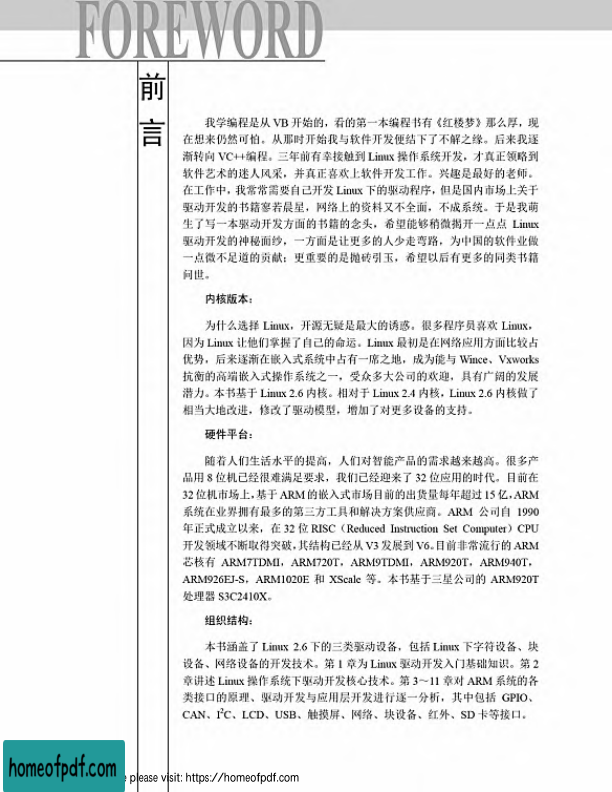 FOREWORD
前
言
我学编程是从 VB 开始的，看的第一本编程书有《红楼梦》那么厚，现
在想来仍然可怕。从那时开始我与软件开发便结下了不解之缘。后来我逐
渐转向 VC++编程。三年前有幸接触到 Linux 操作系统开发，才真正领略到
软件艺术的迷人风采，并真正喜欢上软件开发工作。兴趣是最好的老师。
在工作中，我常常需要自己开发 Linux 下的驱动程序，但是国内市场上关于
驱动开发的书籍寥若晨星，网络上的资料又不全面，不成系统。于是我萌
生了写一本驱动开发方面的书籍的念头，希望能够稍微揭开一点点 Linux
驱动开发的神秘面纱，一方面是让更多的人少走弯路，为中国的软件业做
一点微不足道的贡献；更重要的是抛砖引玉，希望以后有更多的同类书籍
问世。
内核版本：
为什么选择 Linux，开源无疑是最大的诱惑。很多程序员喜欢 Linux，
因为 Linux 让他们掌握了自己的命运。Linux 最初是在网络应用方面比较占
优势，后来逐渐在嵌入式系统中占有一席之地，成为能与 Wince、Vxworks
抗衡的高端嵌入式操作系统之一，受众多大公司的欢迎，具有广阔的发展
潜力。本书基于 Linux 2.6 内核。相对于 Linux 2.4 内核，Linux 2.6 内核做了
相当大地改进，修改了驱动模型，增加了对更多设备的支持。
硬件平台：
随着人们生活水平的提高，人们对智能产品的需求越来越高。很多产
品用 8 位机已经很难满足要求，我们已经迎来了 32 位应用的时代。目前在
32 位机市场上，基于 ARM 的嵌入式市场目前的出货量每年超过 15 亿，ARM
系统在业界拥有最多的第三方工具和解决方案供应商。ARM 公司自 1990
年正式成立以来，在 32 位 RISC（Reduced Instruction Set Computer）CPU
开发领域不断取得突破，其结构已经从 V3 发展到 V6。目前非常流行的 ARM
芯核有 ARM7TDMI，ARM720T，ARM9TDMI，ARM920T，ARM940T，
ARM926EJ-S，ARM1020E 和 XScale 等。本书基于三星公司的 ARM920T
处理器 S3C2410X。
组织结构：
本书涵盖了 Linux 2.6 下的三类驱动设备，包括 Linux 下字符设备、块
设备、网络设备的开发技术。第 1 章为 Linux 驱动开发入门基础知识。第 2
章讲述 Linux 操作系统下驱动开发核心技术。第 3～11 章对 ARM 系统的各
类接口的原理、驱动开发与应用层开发进行逐一分析，其中包括 GPIO、
CAN、I²C、LCD、USB、触摸屏、网络、块设备、红外、SD 卡等接口。
homeofpdf.com
please visit: https://homeofpdf.com